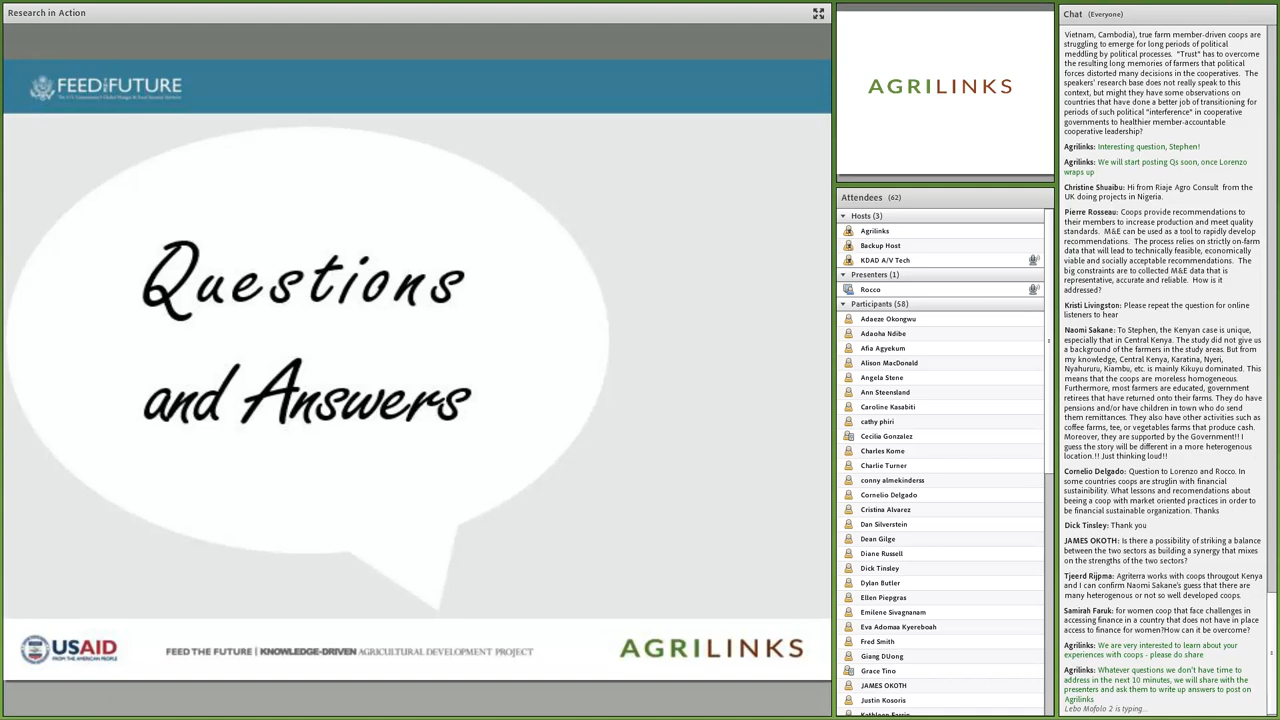 Research in Action
FEED THE FUTURE
The U.S. Government's Global Hunger & Food Security Initiative
Questions
and Answers
USAID
FROM THE AMERICAN PEOPLE
FEED THE FUTURE | KNOWLEDGE-DRIVEN AGRICULTURAL DEVELOPMENT PROJECT
AGRILINKS
AGRILINKS
Attendees (62)
Hosts (3)
Agrilinks
Backup Host
KDAD A/V Tech
Presenters (1)
Rocco
Participants (58)
Adaeze Okongwu
Adaoha Ndibe
Afia Agyekum
Alison MacDonald
Angela Stene
Ann Steensland
Caroline Kasabiti
cathy phiri
Cecilia Gonzalez
Charles Kome
Charlie Turner
conny almekinderss
Cornelio Delgado
Cristina Alvarez
Dan Silverstein
Dean Gilge
Diane Russell
Dick Tinsley
Dylan Butler
Ellen Piepgras
Emilene Sivagnanam
Eva Adomaa Kyereboah
Fred Smith
Giang DUong
Grace Tino
JAMES OKOTH
Justin Kosoris
Chat (Everyone)
Vietnam, Cambodia), true farm member-driven coops are
struggling to emerge for long periods of political
meddling by political processes. "Trust" has to overcome
the resulting long memories of farmers that political
forces distorted many decisions in the cooperatives. The
speakers' research base does not really speak to this
context, but might they have some observations on
countries that have done a better job of transitioning for
periods of such political "interference" in cooperative
governments to healthier member-accountable
cooperative leadership?
Agrilinks: Interesting question, Stephen!
Agrilinks: We will start posting Qs soon, once Lorenzo
wraps up
Christine Shuaibu: Hi from Riaje Agro Consult from the
UK doing projects in Nigeria.
Pierre Rosseau: Coops provide recommendations to
their members to increase production and meet quality
standards. M&E can be used as a tool to rapidly develop
recommendations. The process relies on strictly on-farm
data that will lead to technically feasible, economically
viable and socially acceptable recommendations. The
big constraints are to collected M&E data that is
representative, accurate and reliable. How is it
addressed?
Kristi Livingston: Please repeat the question for online
listeners to hear
Naomi Sakane: To Stephen, the Kenyan case is unique,
especially that in Central Kenya. The study did not give us
a background of the farmers in the study areas. But from
my knowledge, Central Kenya, Karatina, Nyeri,
Nyahururu, Kiambu, etc. is mainly Kikuyu dominated. This
means that the coops are moreless homogeneous.
Furthermore, most farmers are educated, government
retirees that have returned onto their farms. They do have
pensions and/or have children in town who do send
them remittances. They also have other activities such as
coffee farms, tee, or vegetables farms that produce cash.
Moreover, they are supported by the Government!! I
guess the story will be different in a more heterogenous
location.!! Just thinking loud!!
Cornelio Delgado: Question to Lorenzo and Rocco. In
some countries coops are struglin with financial
sustainibility. What lessons and recomendations about
beeing a coop with market oriented practices in order to
be financial sustainable organization. Thanks
Dick Tinsley: Thank you
JAMES OKOTH: Is there a possibility of striking a balance
between the two sectors as building a synergy that mixes
on the strengths of the two sectors?
Tjeerd Rijpma: Agriterra works with coops througout Kenya
and I can confirm Naomi Sakane's guess that there are
many heterogenous or not so well developed coops.
Samirah Faruk: for women coop that face challenges in
accessing finance in a country that does not have in place
access to finance for women?How can it be overcome?
Agrilinks: We are very interested to learn about your
experiences with coops - please do share
Agrilinks: Whatever questions we don't have time to
address in the next 10 minutes, we will share with the
presenters and ask them to write up answers to post on
Agrilinks
Lebo Mofolo 2 is typing...